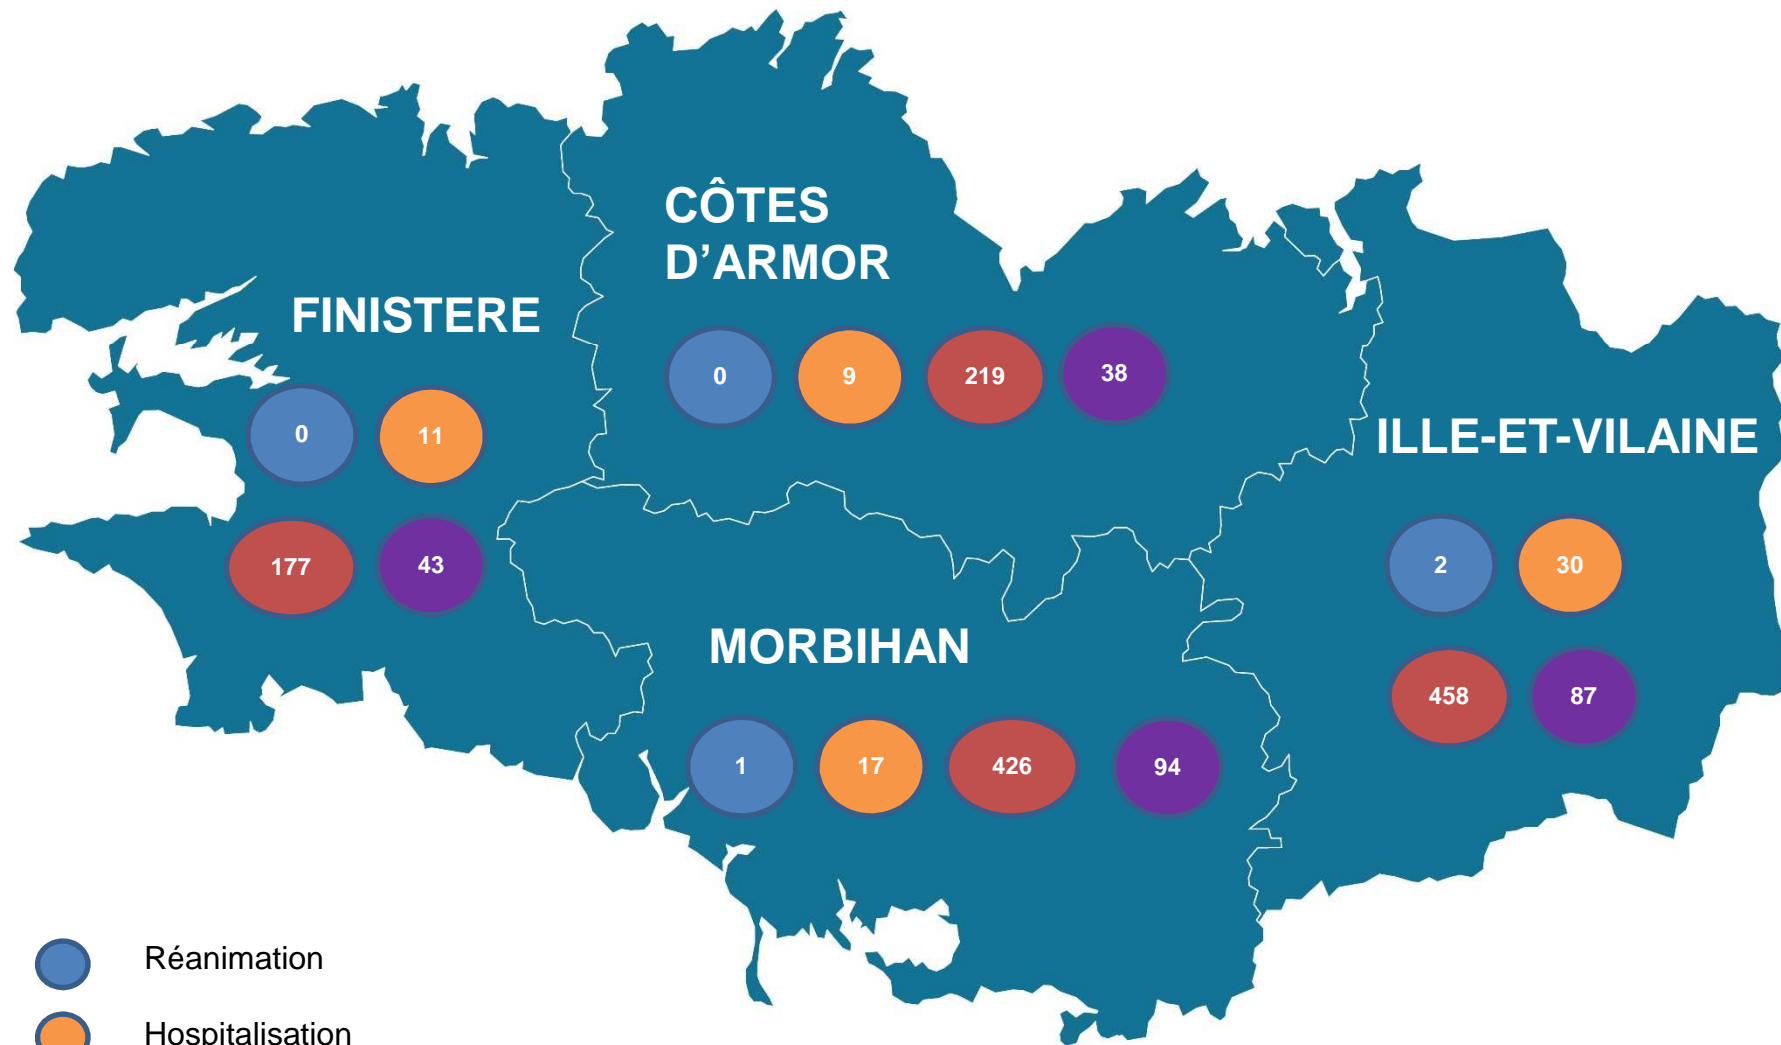 CÔTES
D’ARMOR
0 9 219 38
FINISTERE
0 11
177 43
ILLE-ET-VILAINE
2 30
458 87
MORBIHAN
1 17 426 94
Réanimation
Hospitalisation